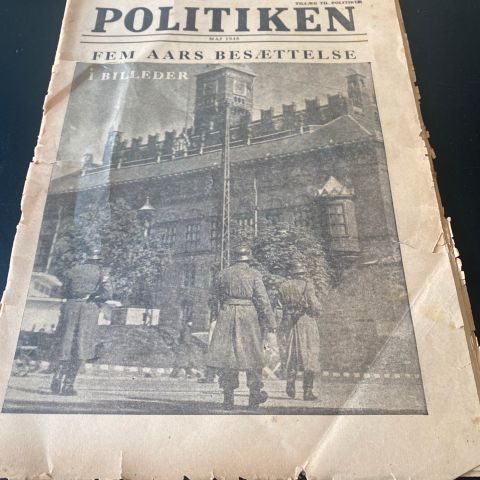 TILLÆG TIL POLITIKEN
POLITIKEN
MAJ 1945
FEM AARS BESÆTTELSE
I BILLEDER